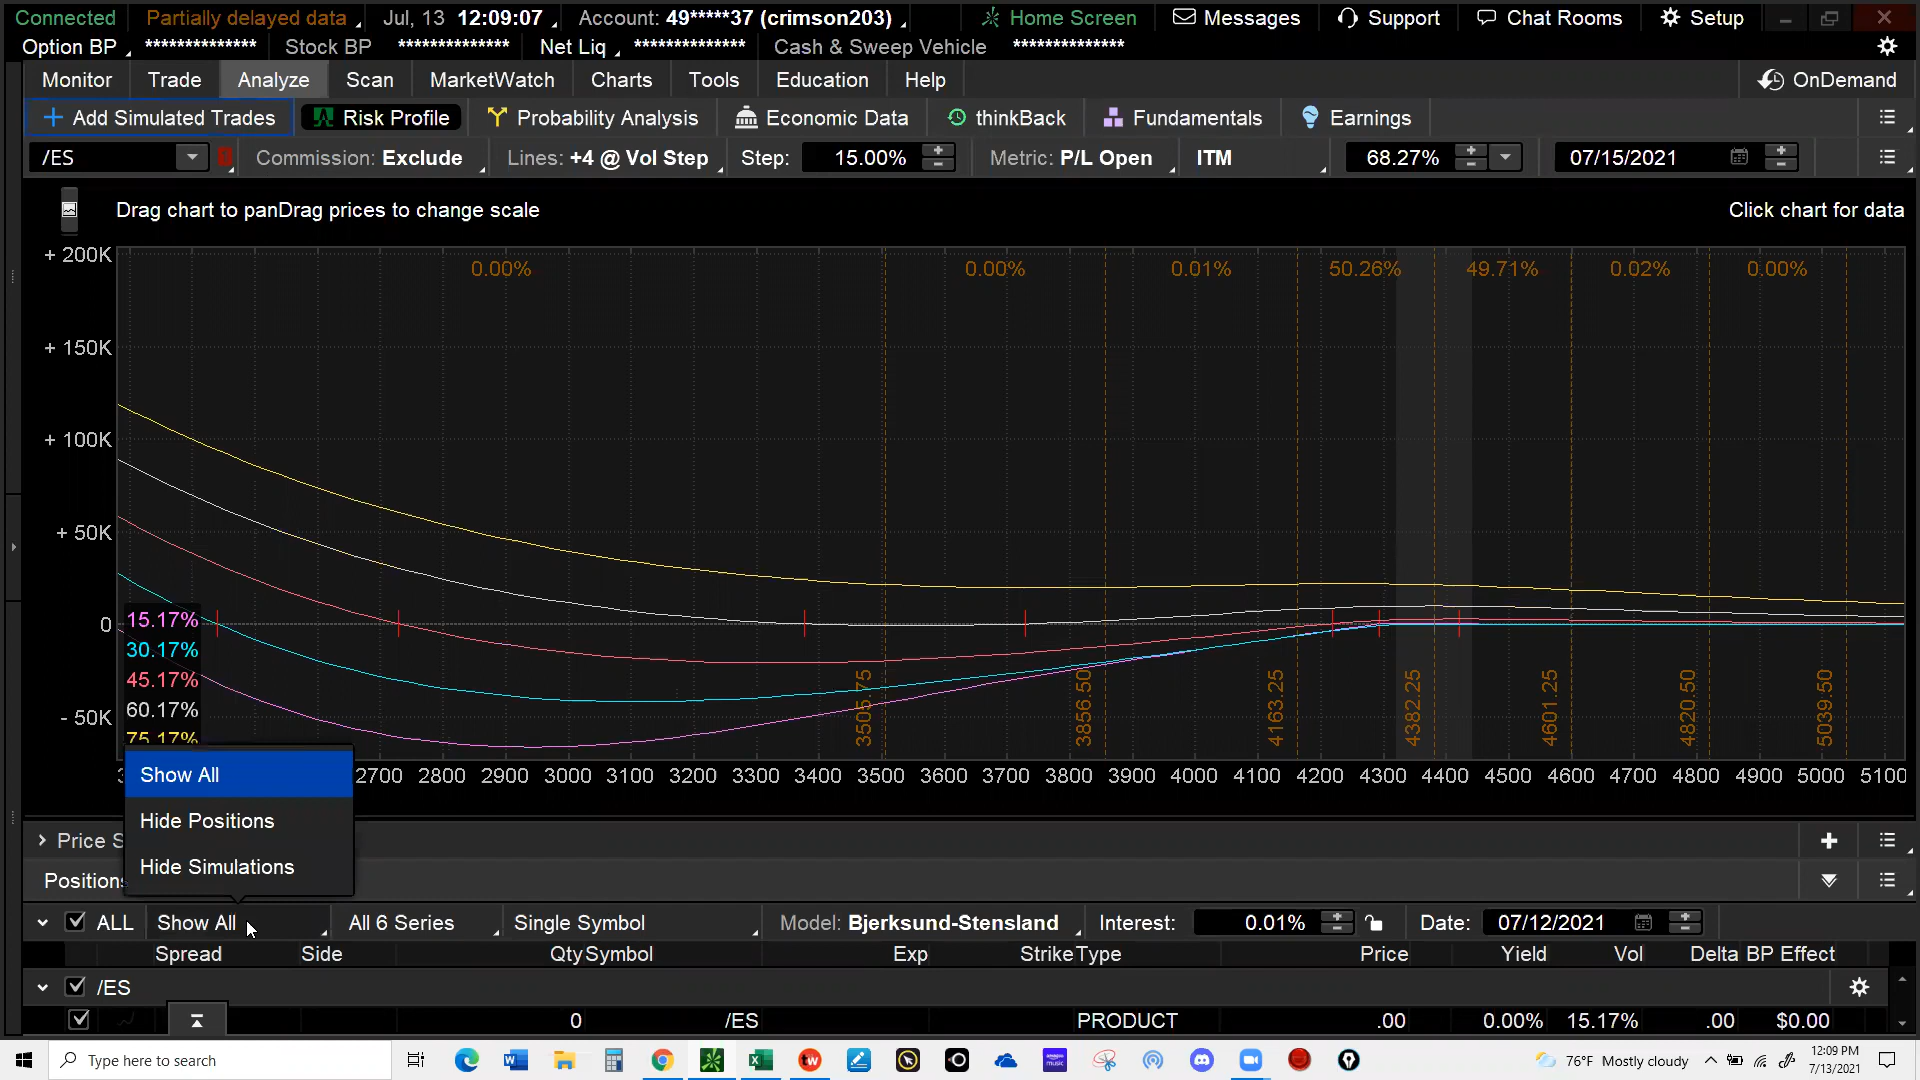 Connected Partially delayed data Jul, 13 12:09:07 Account: 49*****37 (crimson203) Home Screen Messages Support Chat Rooms Setup
Option BP ************** Stock BP ************** Net Liq ************** Cash & Sweep Vehicle **************
Monitor Trade Analyze Scan MarketWatch Charts Tools Education Help OnDemand
Add Simulated Trades Risk Profile Probability Analysis Economic Data thinkBack Fundamentals Earnings
/ES Commission: Exclude Lines: +4 @ Vol Step Step: 15.00% Metric: P/L Open ITM 68.27% 07/15/2021
Drag chart to panDrag prices to change scale Click chart for data
+ 200K
0.00% 0.00% 0.01% 50.26% 49.71% 0.02% 0.00%
+ 150K
+ 100K
+ 50K
0
- 50K
15.17%
30.17%
45.17%
60.17%
75.17%
3505.75 3856.50 4163.25 4382.25 4601.25 4820.50 5039.50
2700 2800 2900 3000 3100 3200 3300 3400 3500 3600 3700 3800 3900 4000 4100 4200 4300 4400 4500 4600 4700 4800 4900 5000 5100
Show All
Hide Positions
Hide Simulations
Price S
Positions
ALL Show All All 6 Series Single Symbol Model: Bjerksund-Stensland Interest: 0.01% Date: 07/12/2021
Spread Side Qty Symbol Exp Strike Type Price Yield Vol Delta BP Effect
/ES
0 /ES PRODUCT .00 0.00% 15.17% .00 $0.00
Type here to search 76°F Mostly cloudy 12:09 PM
7/13/2021